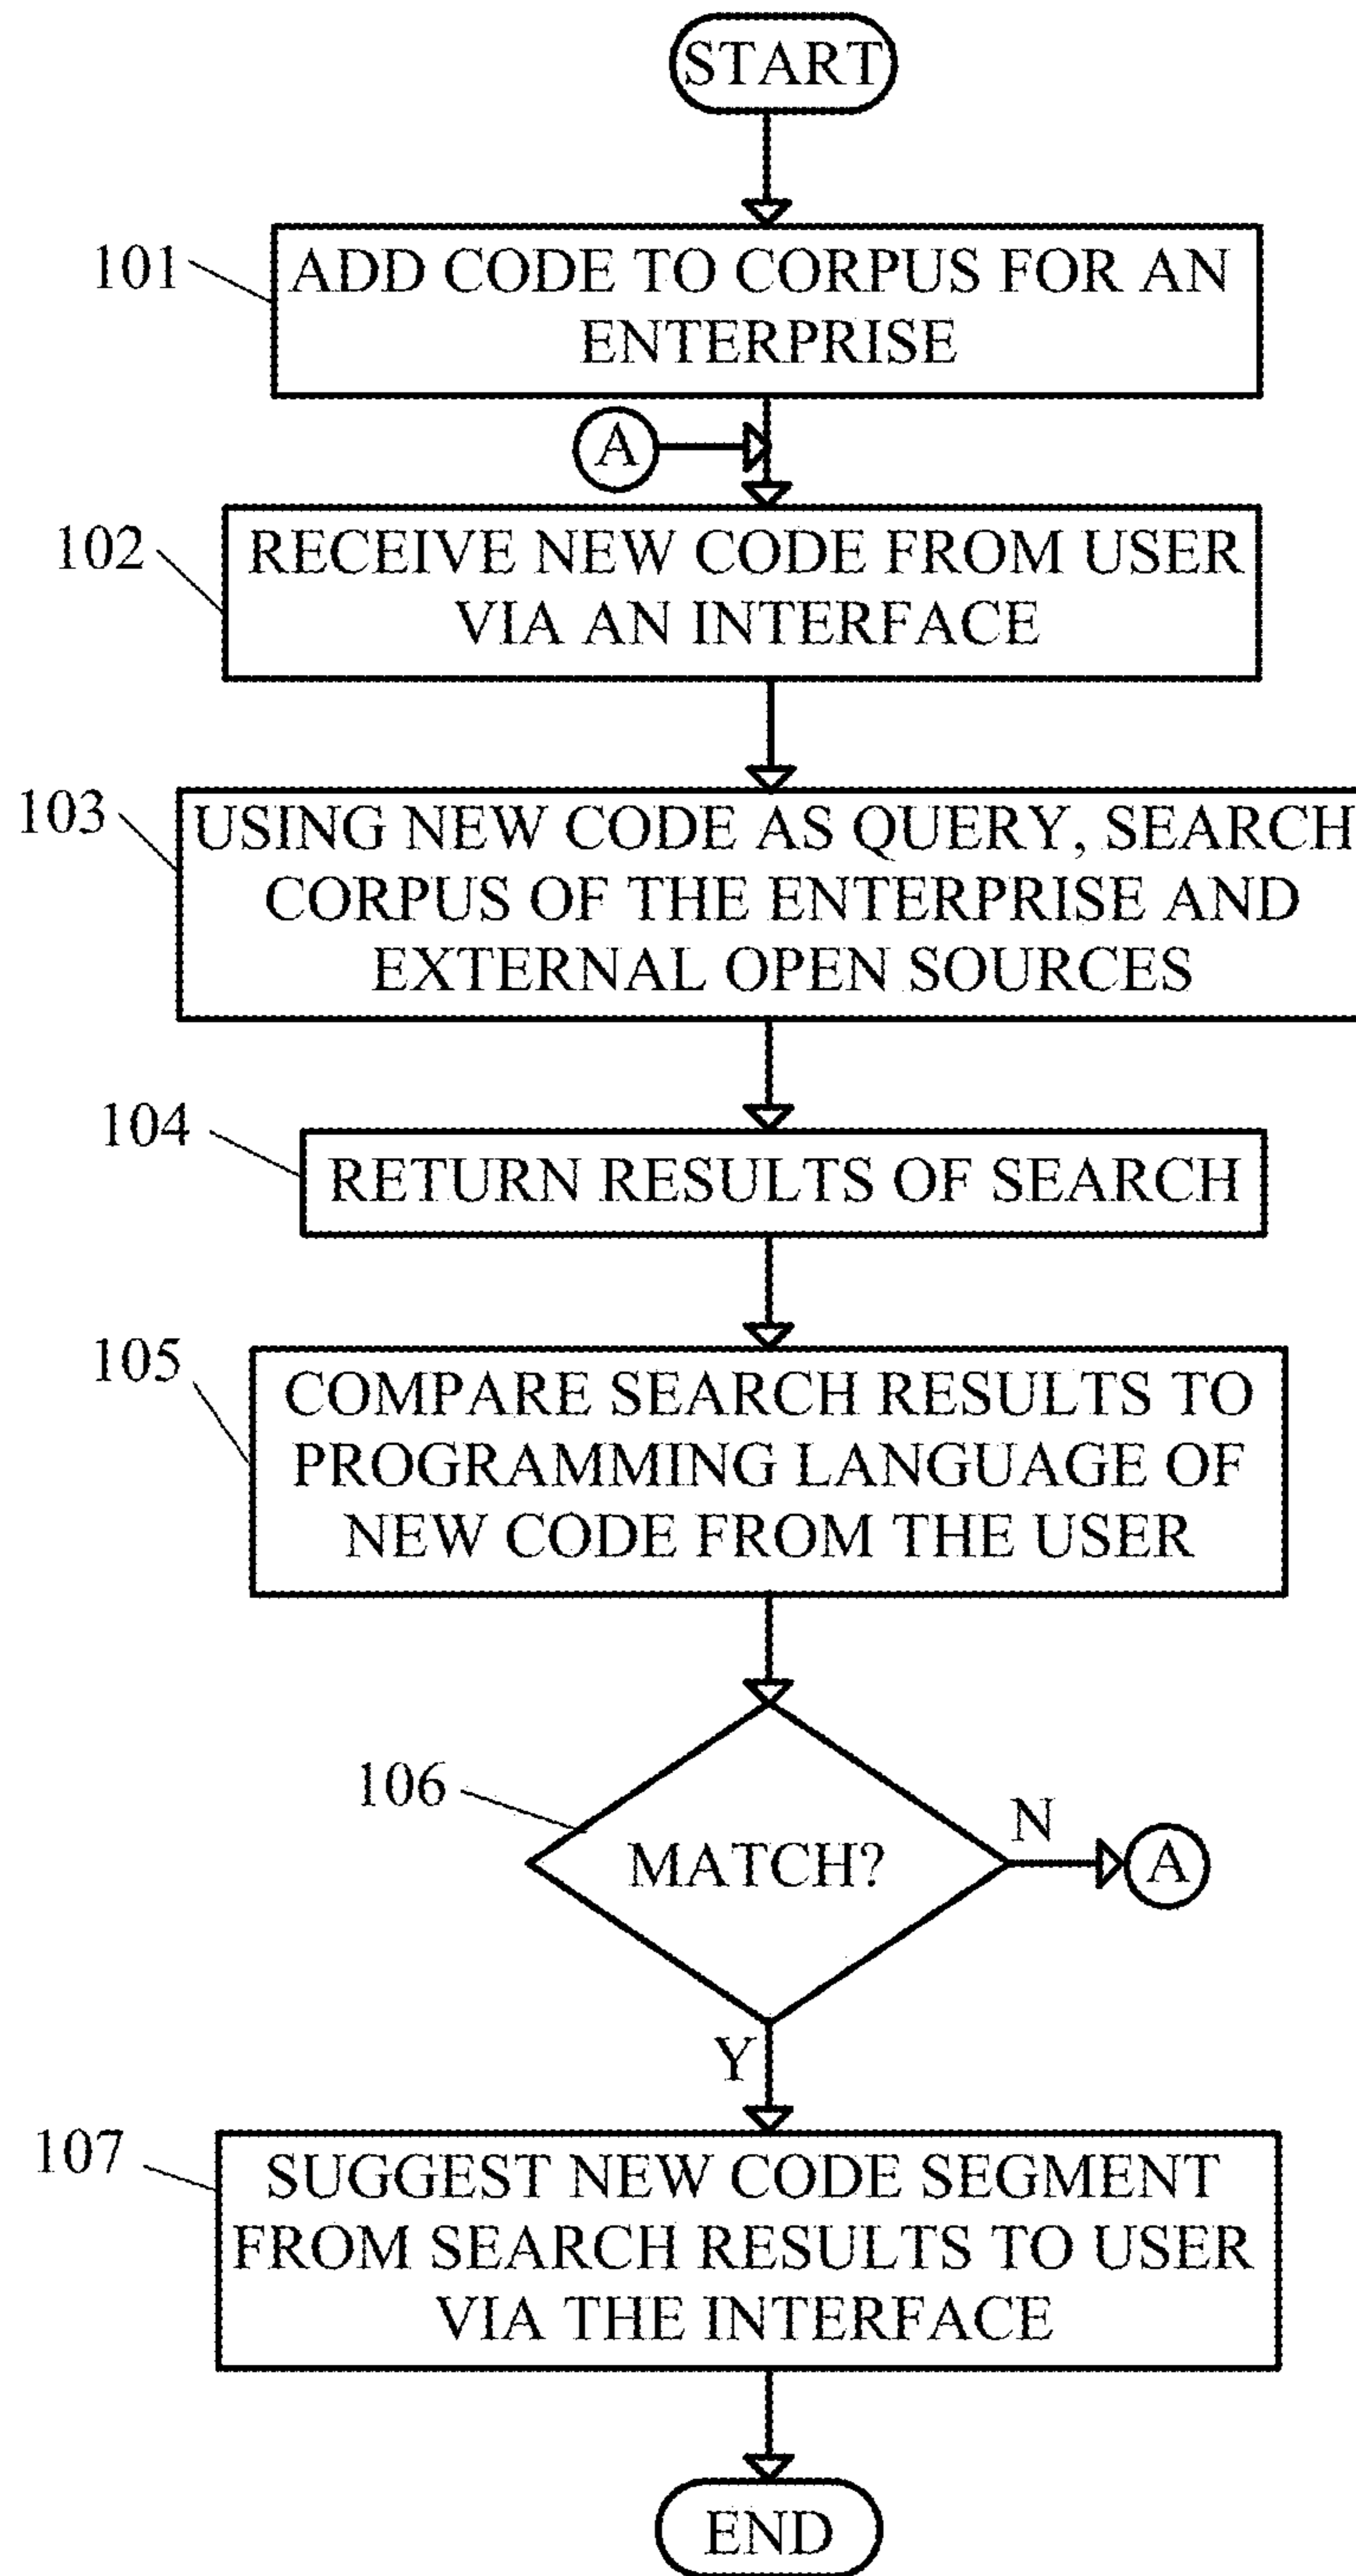 START
101
ADD CODE TO CORPUS FOR AN
ENTERPRISE
A
102
RECEIVE NEW CODE FROM USER
VIA AN INTERFACE
103
USING NEW CODE AS QUERY, SEARCH
CORPUS OF THE ENTERPRISE AND
EXTERNAL OPEN SOURCES
104
RETURN RESULTS OF SEARCH
105
COMPARE SEARCH RESULTS TO
PROGRAMMING LANGUAGE OF
NEW CODE FROM THE USER
106
MATCH?
N
A
Y
107
SUGGEST NEW CODE SEGMENT
FROM SEARCH RESULTS TO USER
VIA THE INTERFACE
END